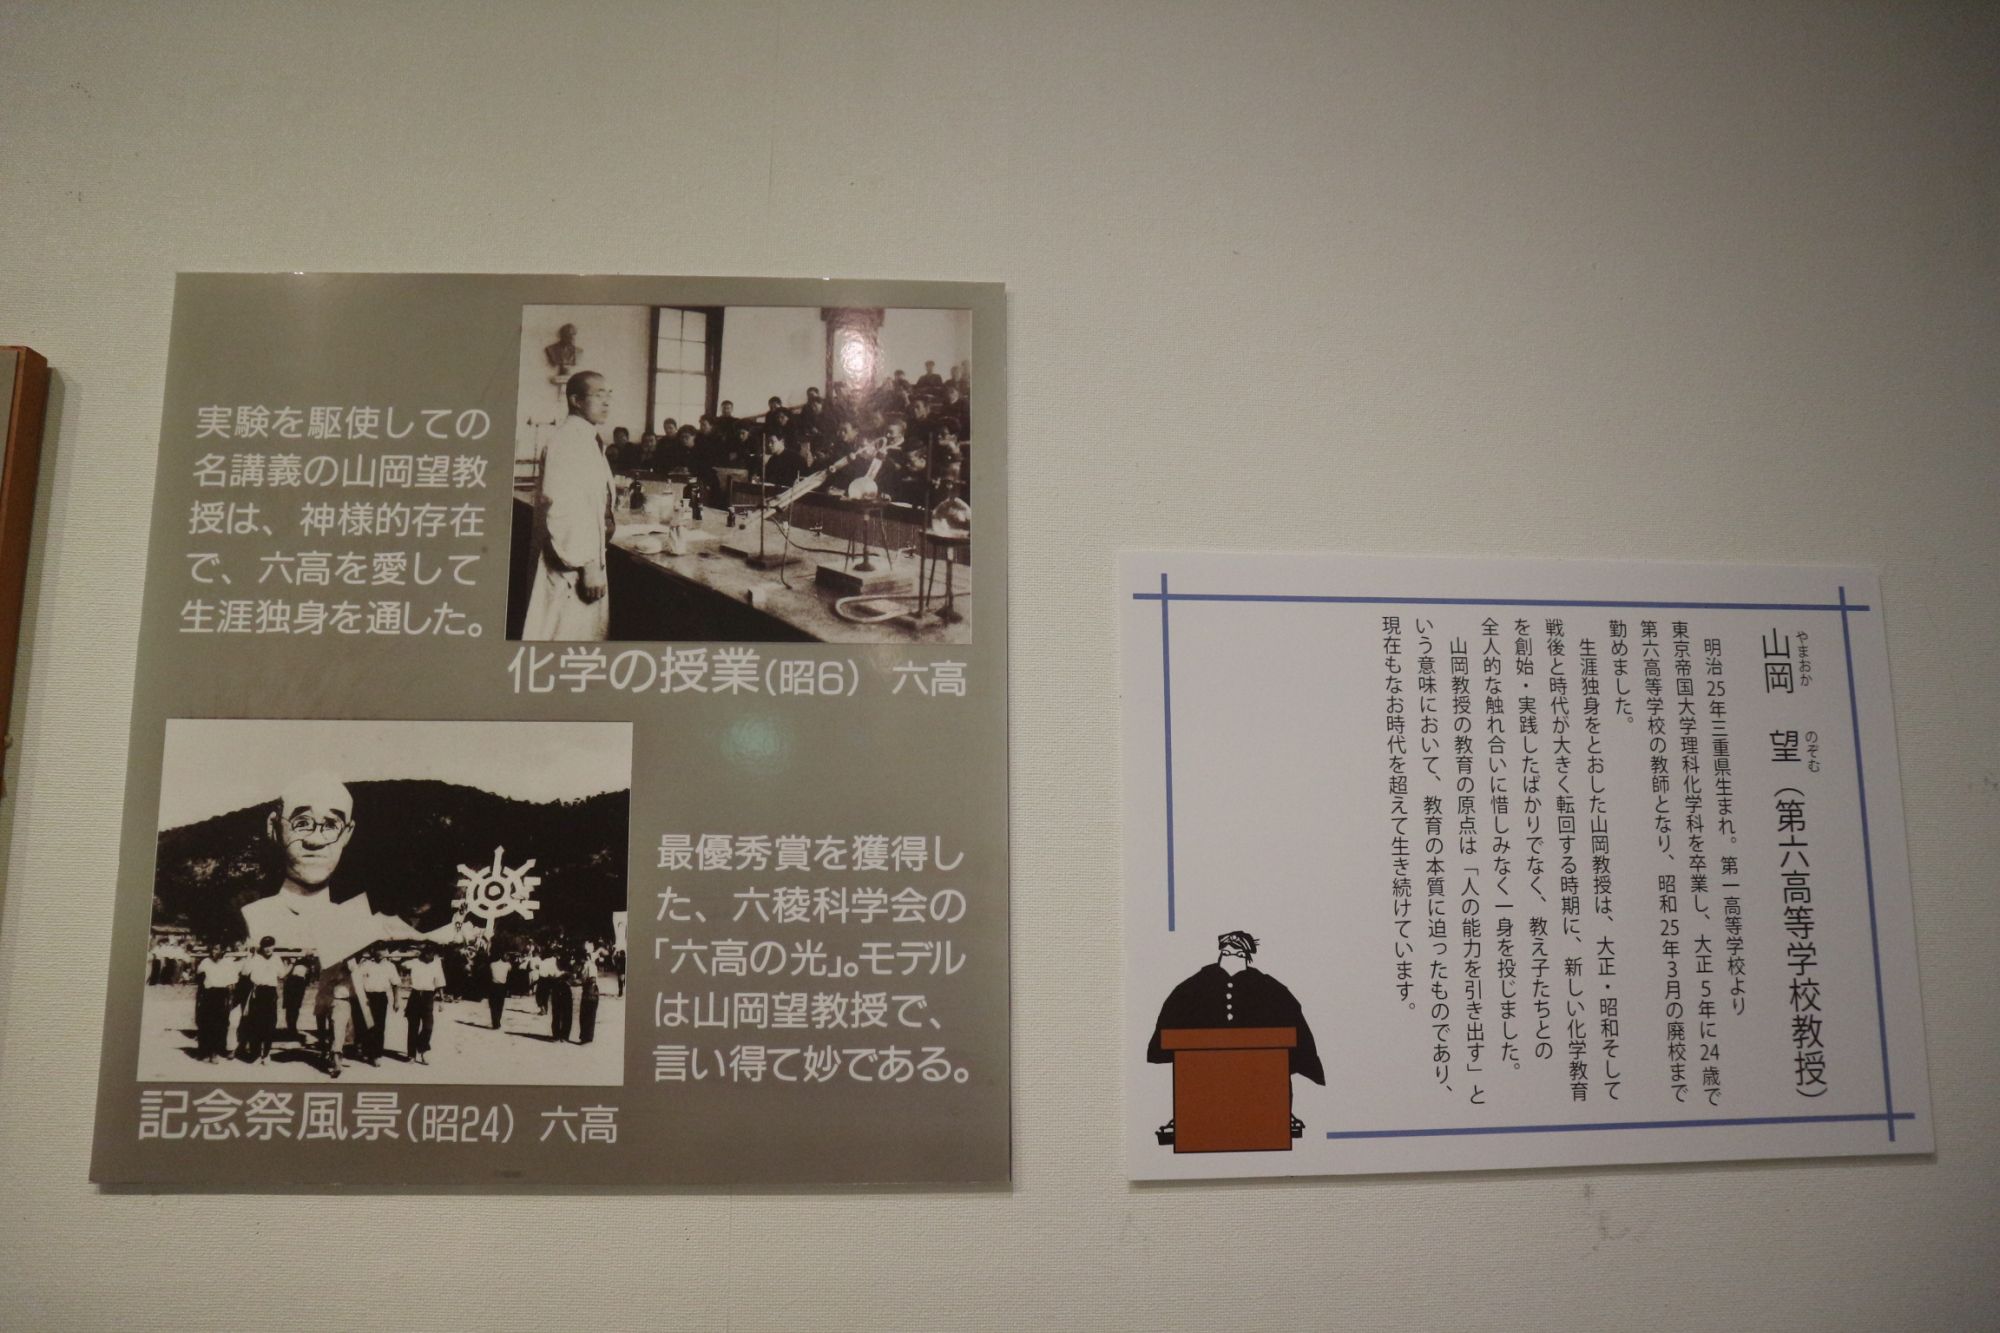 実験を駆使しての
名講義の山岡望教
授は、神様的存在
で、六高を愛して
生涯独身を通した。
化学の授業(昭6) 六高
最優秀賞を獲得し
た、六稜科学会の
「六高の光」。モデル
は山岡望教授で、
言い得て妙である。
記念祭風景(昭24) 六高
やまおか のぞむ
山岡 望(第六高等学校教授)
明治25年三重県生まれ。第一高等学校より
東京帝国大学理科化学科を卒業し、大正5年に24歳で
第六高等学校の教師となり、昭和25年3月の廃校まで
勤めました。
生涯独身をとおした山岡教授は、大正・昭和そして
戦後と時代が大きく転回する時期に、新しい化学教育
を創始・実践したばかりでなく、教え子たちとの
全人的な触れ合いに惜しみなく一身を投じました。
山岡教授の教育の原点は「人の能力を引き出す」と
いう意味において、教育の本質に迫ったものであり、
現在もなお時代を超えて生き続けています。